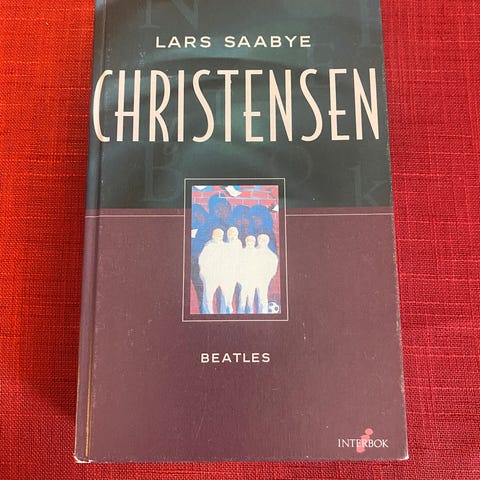 LARS SAABYE
CHRISTENSEN
BEATLES
INTERBOK